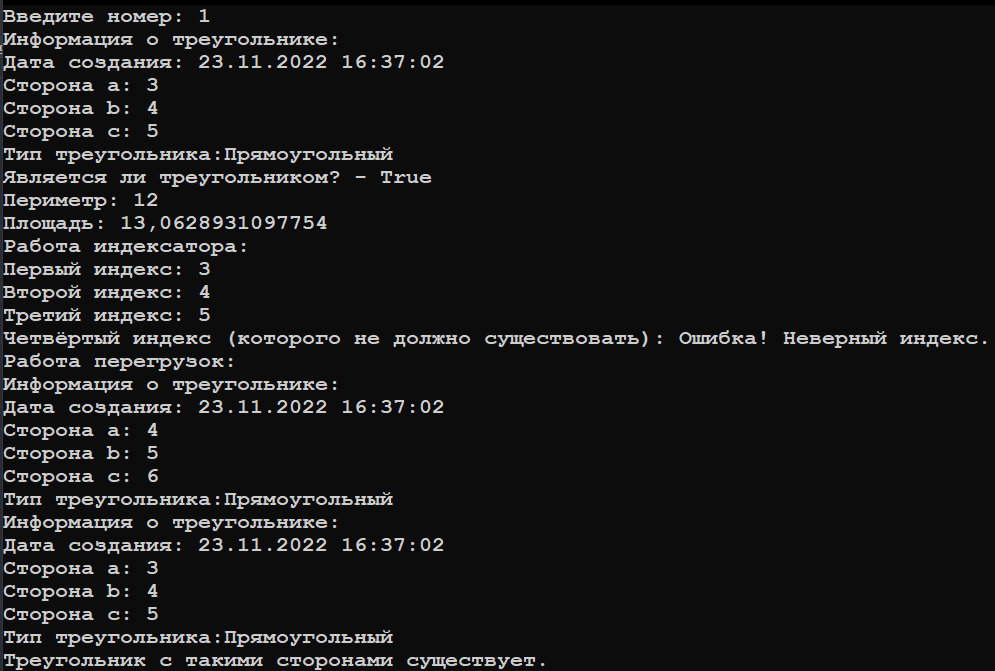 Введите номер: 1
Информация о треугольнике:
Дата создания: 23.11.2022 16:37:02
Сторона a: 3
Сторона b: 4
Сторона c: 5
Тип треугольника:Прямоугольный
Является ли треугольником? - True
Периметр: 12
Площадь: 13,0628931097754
Работа индексатора:
Первый индекс: 3
Второй индекс: 4
Третий индекс: 5
Четвёртый индекс (которого не должно существовать): Ошибка! Неверный индекс.
Работа перегрузок:
Информация о треугольнике:
Дата создания: 23.11.2022 16:37:02
Сторона a: 4
Сторона b: 5
Сторона c: 6
Тип треугольника:Прямоугольный
Информация о треугольнике:
Дата создания: 23.11.2022 16:37:02
Сторона a: 3
Сторона b: 4
Сторона c: 5
Тип треугольника:Прямоугольный
Треугольник с такими сторонами существует.